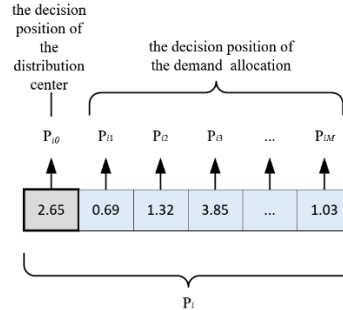 the decision
position of
the
distribution
center
the decision position of
the demand allocation
Pi0 Pi1 Pi2 Pi3 ... PiM
2.65 0.69 1.32 3.85 ... 1.03
Pi